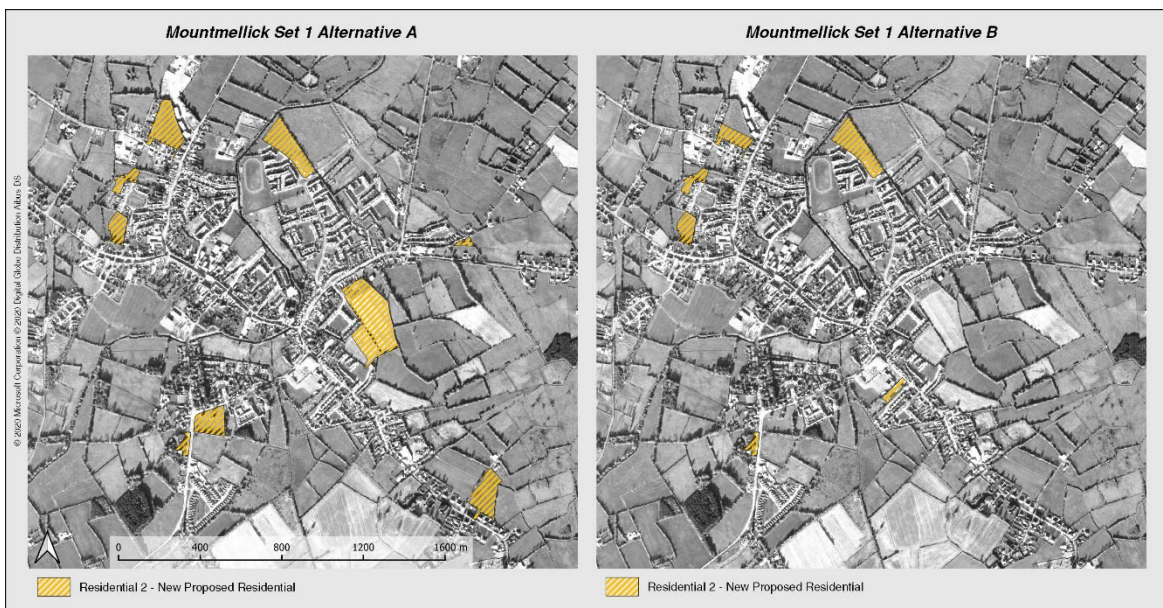 Mountmellick Set 1 Alternative A
Mountmellick Set 1 Alternative B
© 2020 Microsoft Corporation © 2020 Digital Globe Distribution Airbus DS
0 400 800 1200 1600 m
Residential 2 - New Proposed Residential
Residential 2 - New Proposed Residential